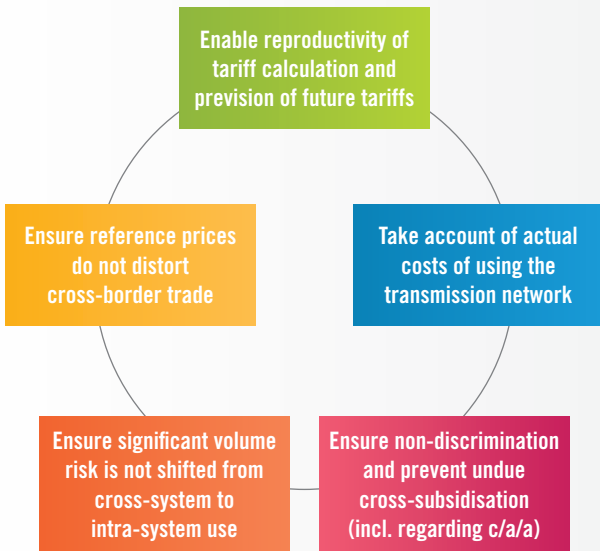 Enable reproductivity of
tariff calculation and
prevision of future tariffs
Ensure reference prices
do not distort
cross-border trade
Take account of actual
costs of using the
transmission network
Ensure significant volume
risk is not shifted from
cross-system to
intra-system use
Ensure non-discrimination
and prevent undue
cross-subsidisation
(incl. regarding c/a/a)